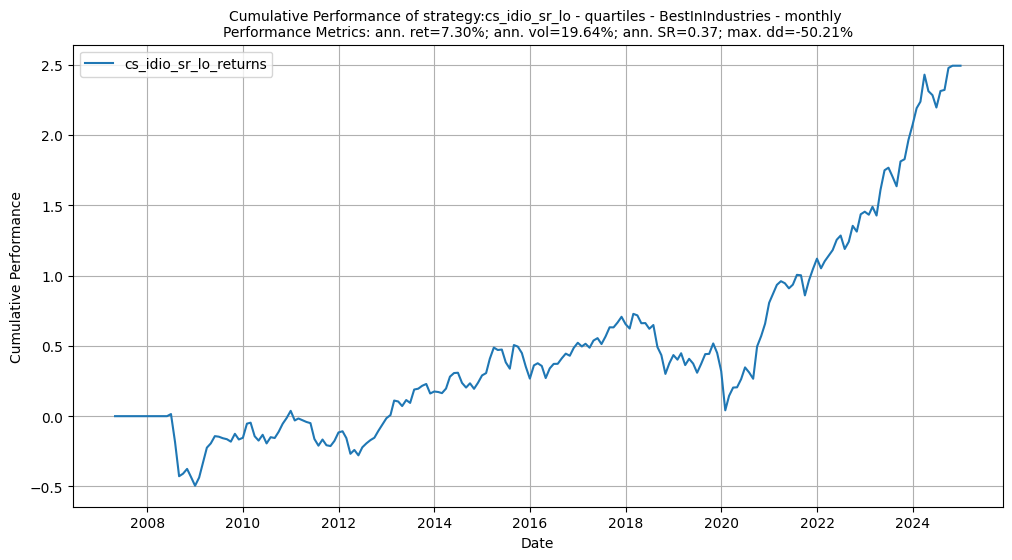 Cumulative Performance of strategy:cs_idio_sr_lo - quartiles - BestInIndustries - monthly
Performance Metrics: ann. ret=7.30%; ann. vol=19.64%; ann. SR=0.37; max. dd=-50.21%
cs_idio_sr_lo_returns
Cumulative Performance
2.5
2.0
1.5
1.0
0.5
0.0
−0.5
2008 2010 2012 2014 2016 2018 2020 2022 2024
Date